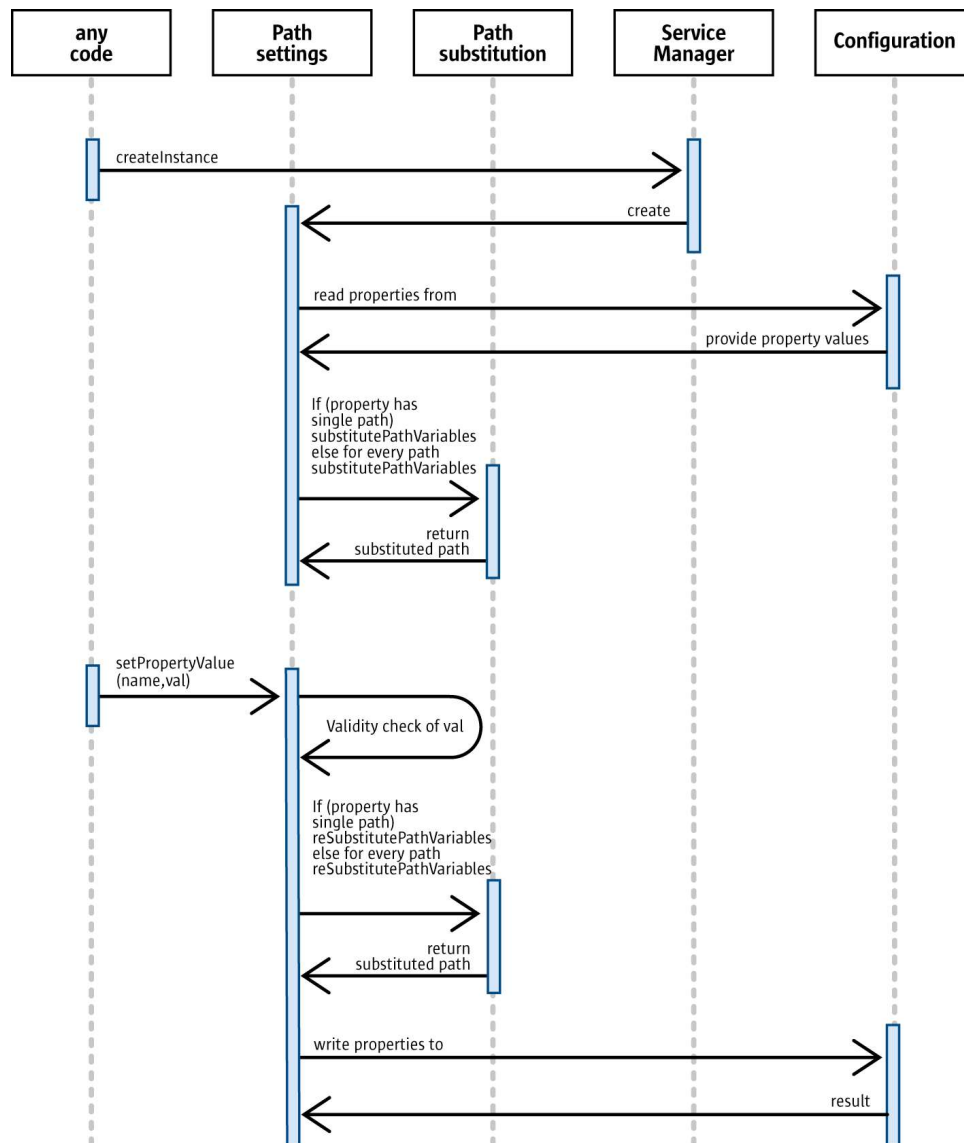 any
code
Path
settings
Path
substitution
Service
Manager
Configuration
createInstance
create
read properties from
provide property values
If (property has
single path)
substitutePathVariables
else for every path
substitutePathVariables
return
substituted path
setPropertyValue
(name,val)
Validity check of val
If (property has
single path)
reSubstitutePathVariables
else for every path
reSubstitutePathVariables
return
substituted path
write properties to
result